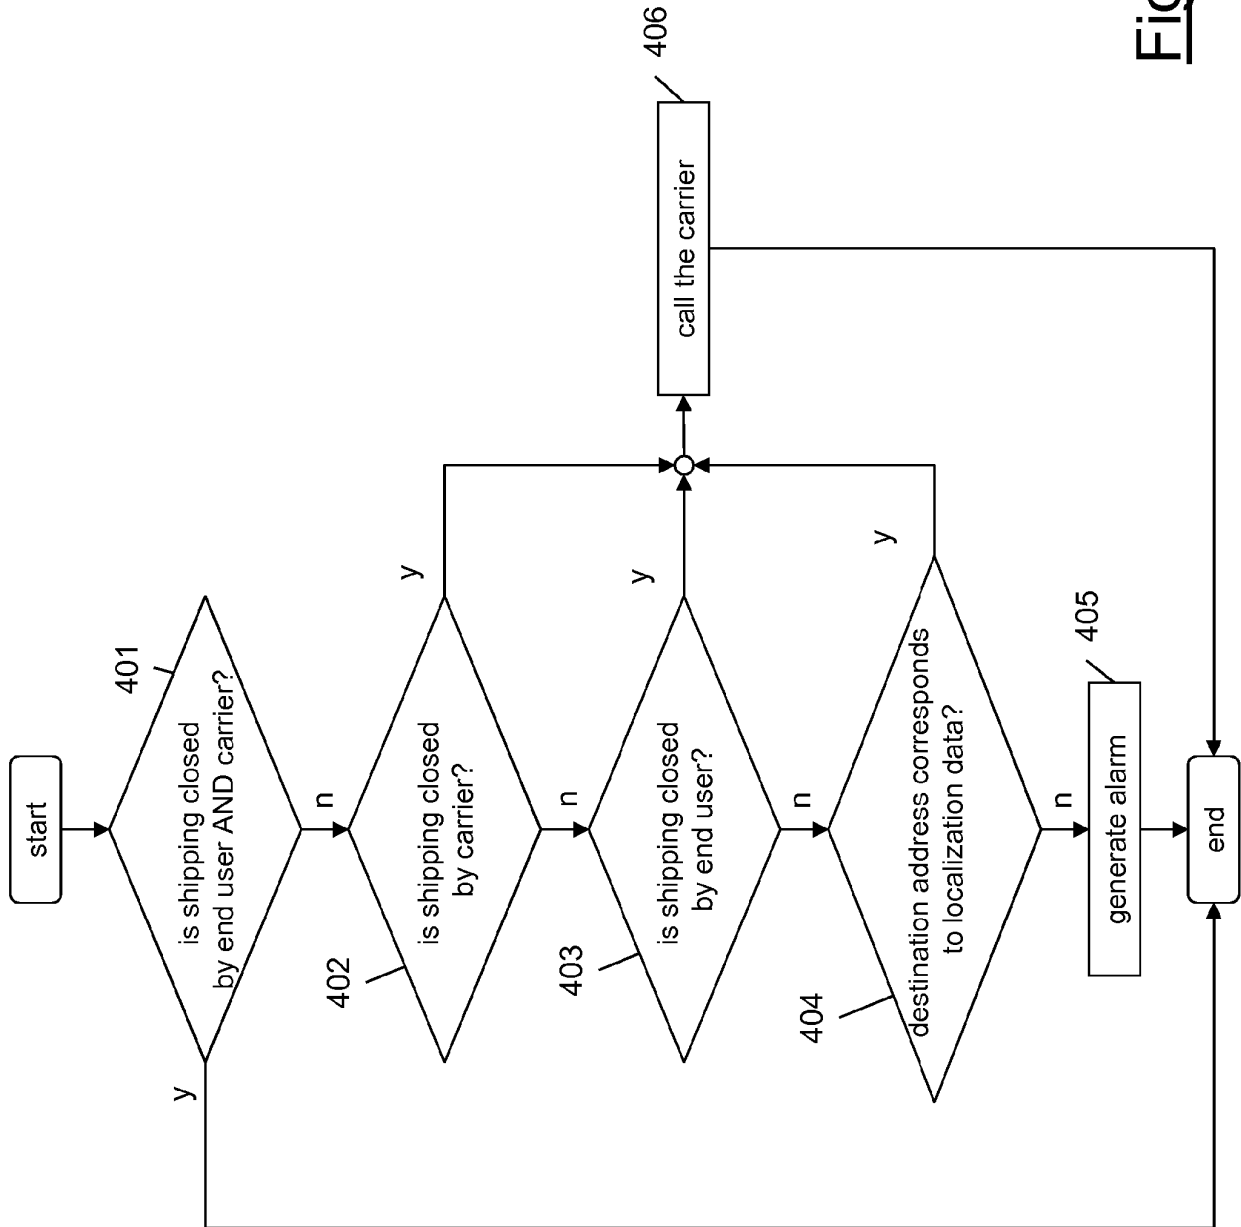 start
401
is shipping closed
by end user AND carrier?
y
n
402
is shipping closed
by carrier?
y
n
403
is shipping closed
by end user?
y
n
404
destination address corresponds
to localization data?
y
n
405
generate alarm
406
call the carrier
end